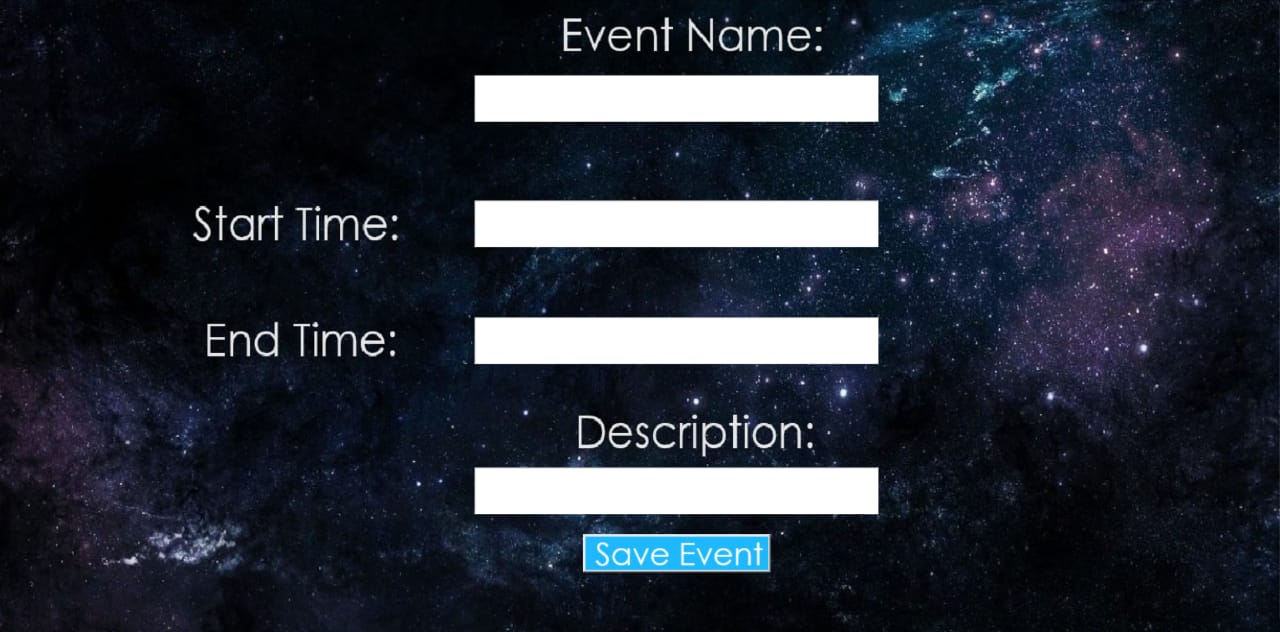 Event Name:
Start Time:
End Time:
Description:
Save Event